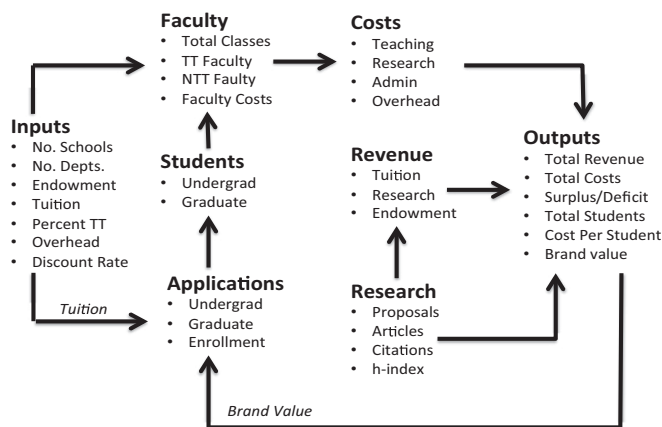 Faculty
• Total Classes
• TT Faculty
• NTT Faulty
• Faculty Costs
Costs
• Teaching
• Research
• Admin
• Overhead
Inputs
• No. Schools
• No. Depts.
• Endowment
• Tuition
• Percent TT
• Overhead
• Discount Rate
Students
• Undergrad
• Graduate
Revenue
• Tuition
• Research
• Endowment
Outputs
• Total Revenue
• Total Costs
• Surplus/Deficit
• Total Students
• Cost Per Student
• Brand value
Tuition
Applications
• Undergrad
• Graduate
• Enrollment
Research
• Proposals
• Articles
• Citations
• h-index
Brand Value